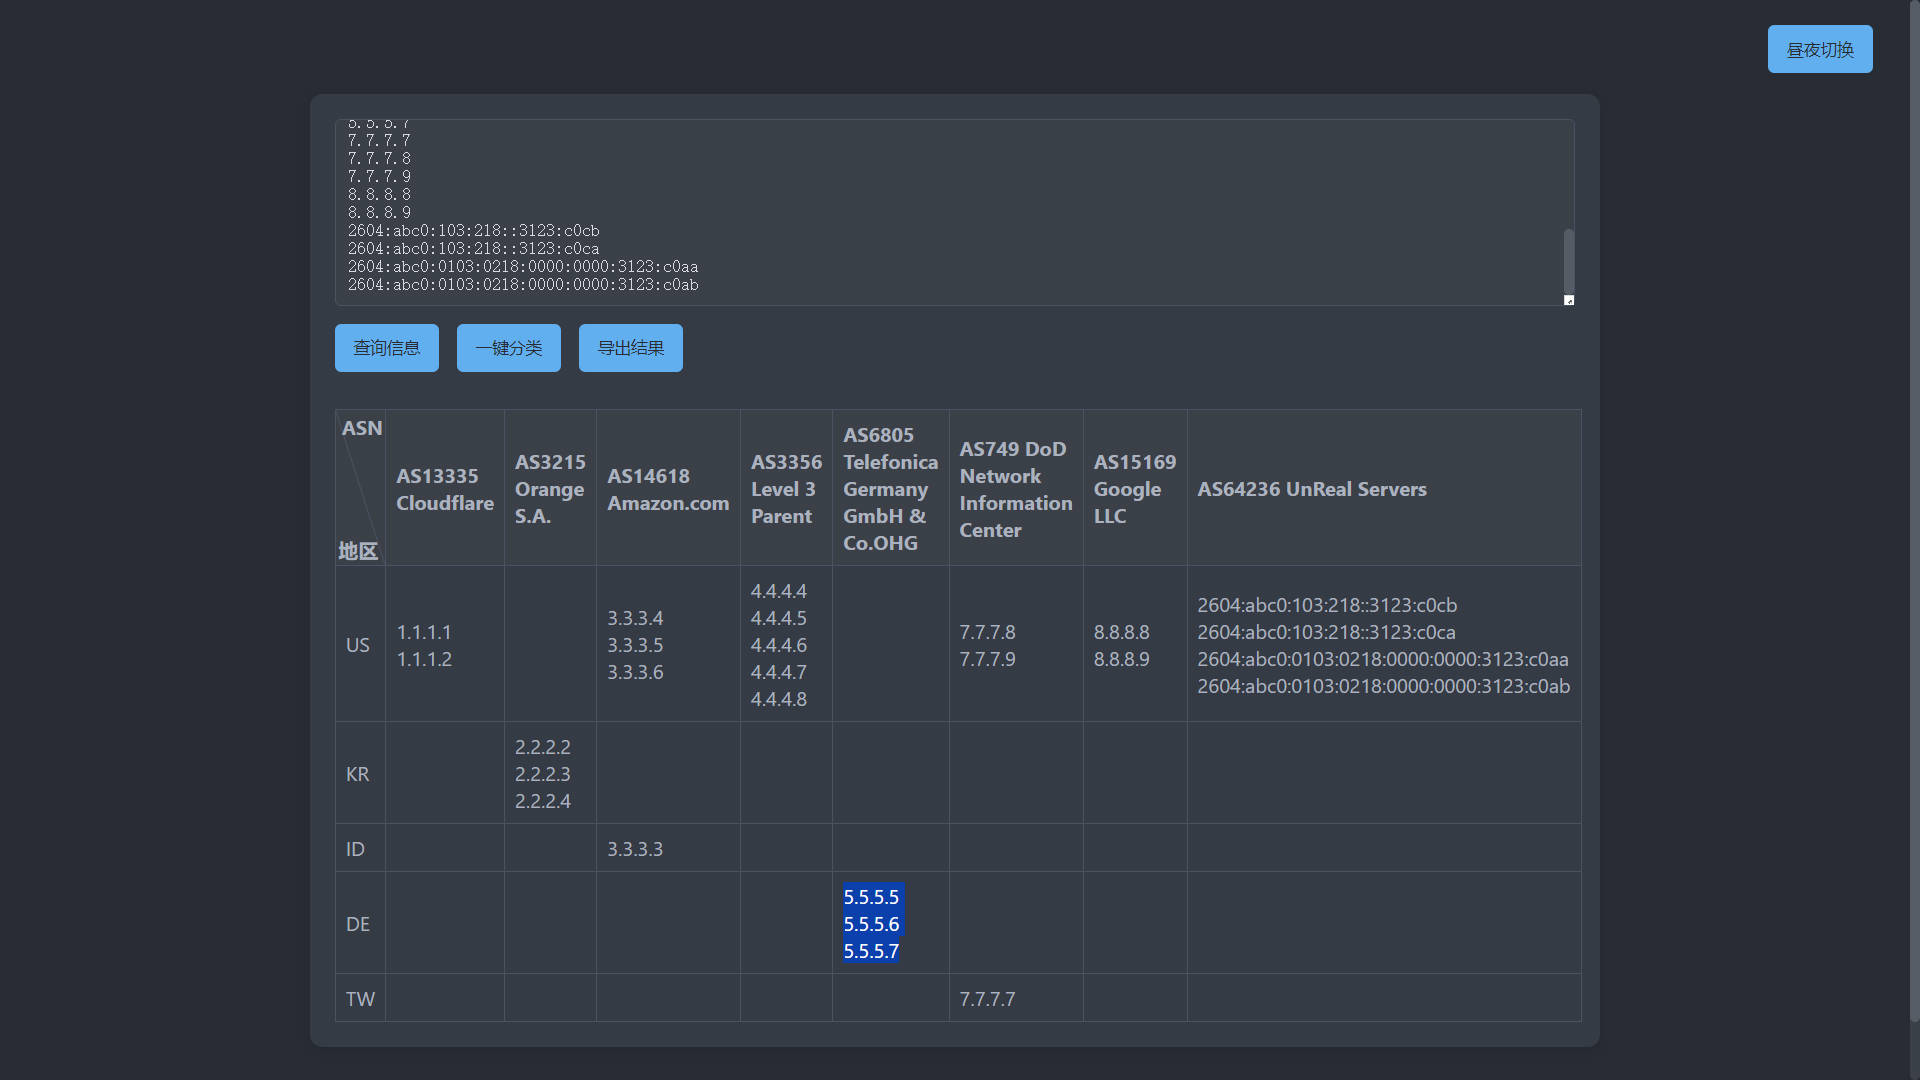 昼夜切换
5.5.5.7
7.7.7.7
7.7.7.8
7.7.7.9
8.8.8.8
8.8.8.9
2604:abc0:103:218::3123:c0cb
2604:abc0:103:218::3123:c0ca
2604:abc0:0103:0218:0000:0000:3123:c0aa
2604:abc0:0103:0218:0000:0000:3123:c0ab
查询信息 一键分类 导出结果
ASN
地区
AS13335
Cloudflare
AS3215
Orange
S.A.
AS14618
Amazon.com
AS3356
Level 3
Parent
AS6805
Telefonica
Germany
GmbH &
Co.OHG
AS749 DoD
Network
Information
Center
AS15169
Google
LLC
AS64236 UnReal Servers
US
1.1.1.1
1.1.1.2
3.3.3.4
3.3.3.5
3.3.3.6
4.4.4.4
4.4.4.5
4.4.4.6
4.4.4.7
4.4.4.8
7.7.7.8
7.7.7.9
8.8.8.8
8.8.8.9
2604:abc0:103:218::3123:c0cb
2604:abc0:103:218::3123:c0ca
2604:abc0:0103:0218:0000:0000:3123:c0aa
2604:abc0:0103:0218:0000:0000:3123:c0ab
KR
2.2.2.2
2.2.2.3
2.2.2.4
ID
3.3.3.3
DE
5.5.5.5
5.5.5.6
5.5.5.7
TW
7.7.7.7